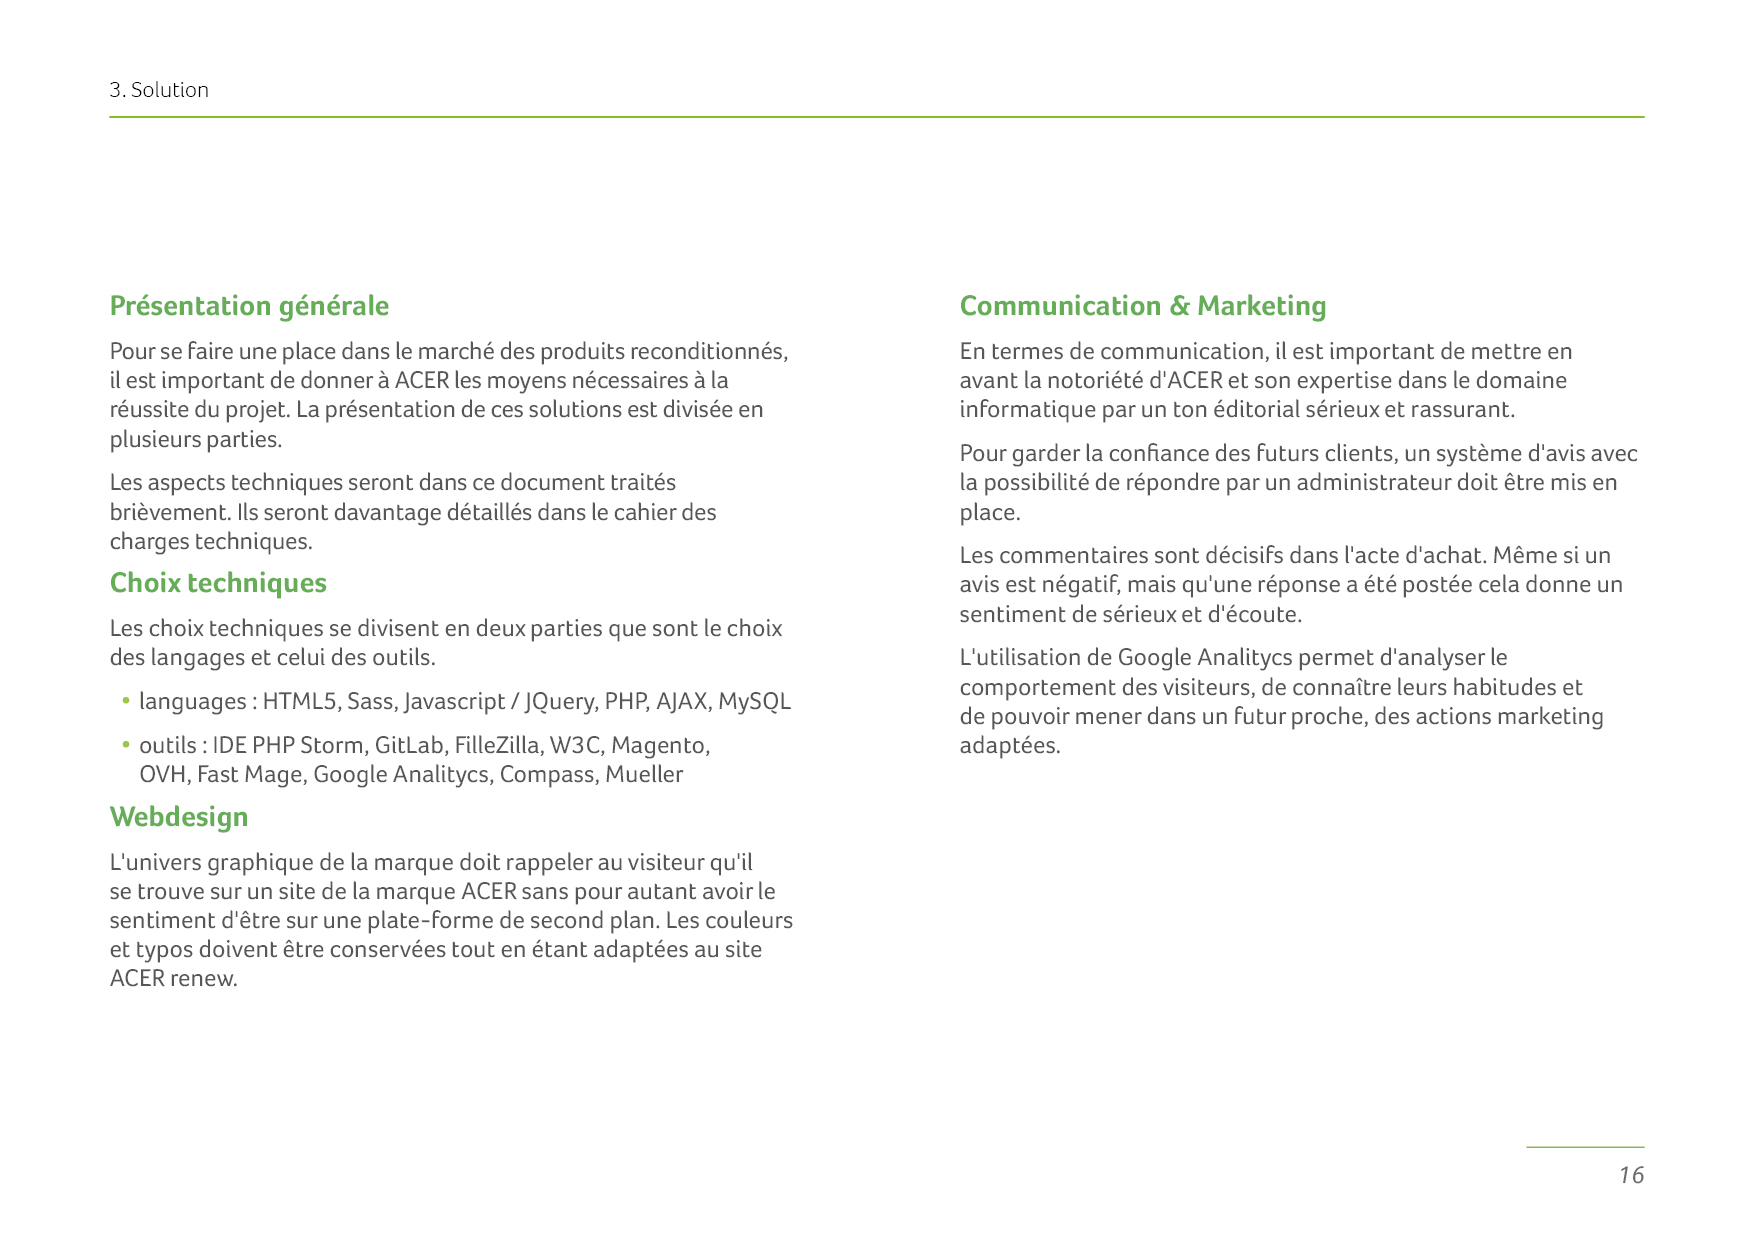 3. Solution
Présentation générale
Pour se faire une place dans le marché des produits reconditionnés,
il est important de donner à ACER les moyens nécessaires à la
réussite du projet. La présentation de ces solutions est divisée en
plusieurs parties.
Les aspects techniques seront dans ce document traités
brièvement. Ils seront davantage détaillés dans le cahier des
charges techniques.
Choix techniques
Les choix techniques se divisent en deux parties que sont le choix
des langages et celui des outils.
• languages : HTML5, Sass, Javascript / JQuery, PHP, AJAX, MySQL
• outils : IDE PHP Storm, GitLab, FilleZilla, W3C, Magento,
OVH, Fast Mage, Google Analitycs, Compass, Mueller
Webdesign
L'univers graphique de la marque doit rappeler au visiteur qu'il
se trouve sur un site de la marque ACER sans pour autant avoir le
sentiment d'être sur une plate-forme de second plan. Les couleurs
et typos doivent être conservées tout en étant adaptées au site
ACER renew.
Communication & Marketing
En termes de communication, il est important de mettre en
avant la notoriété d'ACER et son expertise dans le domaine
informatique par un ton éditorial sérieux et rassurant.
Pour garder la confiance des futurs clients, un système d'avis avec
la possibilité de répondre par un administrateur doit être mis en
place.
Les commentaires sont décisifs dans l'acte d'achat. Même si un
avis est négatif, mais qu'une réponse a été postée cela donne un
sentiment de sérieux et d'écoute.
L'utilisation de Google Analitycs permet d'analyser le
comportement des visiteurs, de connaître leurs habitudes et
de pouvoir mener dans un futur proche, des actions marketing
adaptées.
16